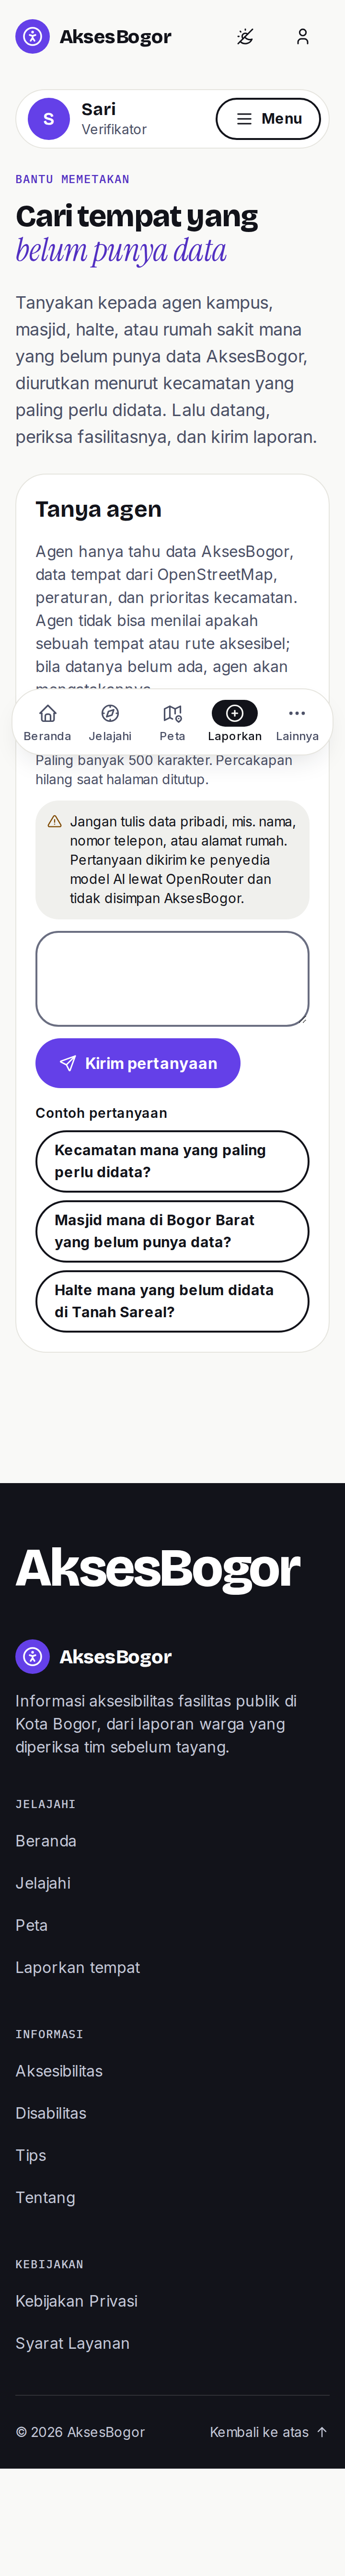 AksesBogor
S
Sari
Verifikator
Menu
BANTU MEMETAKAN
Cari tempat yang
belum punya data
Tanyakan kepada agen kampus,
masjid, halte, atau rumah sakit mana
yang belum punya data AksesBogor,
diurutkan menurut kecamatan yang
paling perlu didata. Lalu datang,
periksa fasilitasnya, dan kirim laporan.
Tanya agen
Agen hanya tahu data AksesBogor,
data tempat dari OpenStreetMap,
peraturan, dan prioritas kecamatan.
Agen tidak bisa menilai apakah
sebuah tempat atau rute aksesibel;
bila datanya belum ada, agen akan
Beranda
Jelajahi
Peta
Laporkan
Lainnya
Paling banyak 500 karakter. Percakapan
hilang saat halaman ditutup.
Jangan tulis data pribadi, mis. nama,
nomor telepon, atau alamat rumah.
Pertanyaan dikirim ke penyedia
model AI lewat OpenRouter dan
tidak disimpan AksesBogor.
Kirim pertanyaan
Contoh pertanyaan
Kecamatan mana yang paling
perlu didata?
Masjid mana di Bogor Barat
yang belum punya data?
Halte mana yang belum didata
di Tanah Sareal?
AksesBogor
AksesBogor
Informasi aksesibilitas fasilitas publik di
Kota Bogor, dari laporan warga yang
diperiksa tim sebelum tayang.
JELAJAHI
Beranda
Jelajahi
Peta
Laporkan tempat
INFORMASI
Aksesibilitas
Disabilitas
Tips
Tentang
KEBIJAKAN
Kebijakan Privasi
Syarat Layanan
© 2026 AksesBogor
Kembali ke atas ↑